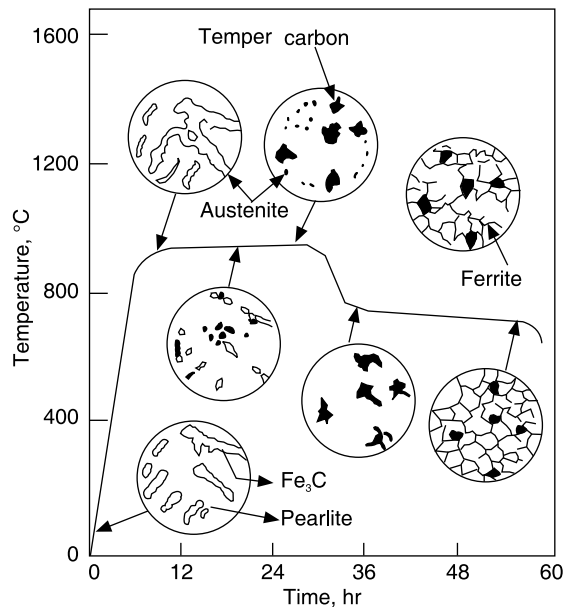 1600
Temper carbon
1200
Austenite
Ferrite
Temperature, °C
800
400
Fe₃C
Pearlite
0
0 12 24 36 48 60
Time, hr